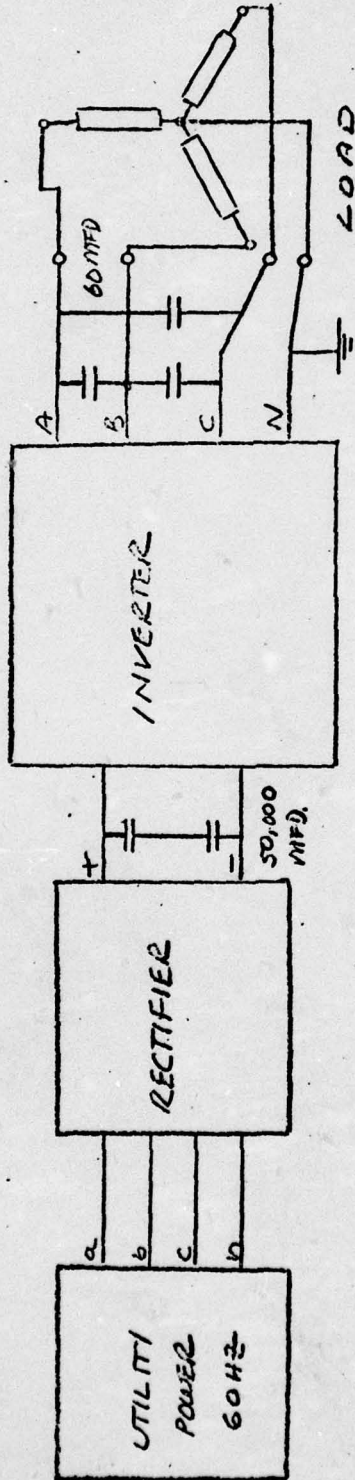 UTILITY
POWER
60HZ
a
b
c
n
RECTIFIER
+
-
50,000
MFD.
INVERTER
A
B
C
N
60MFD
LOAD